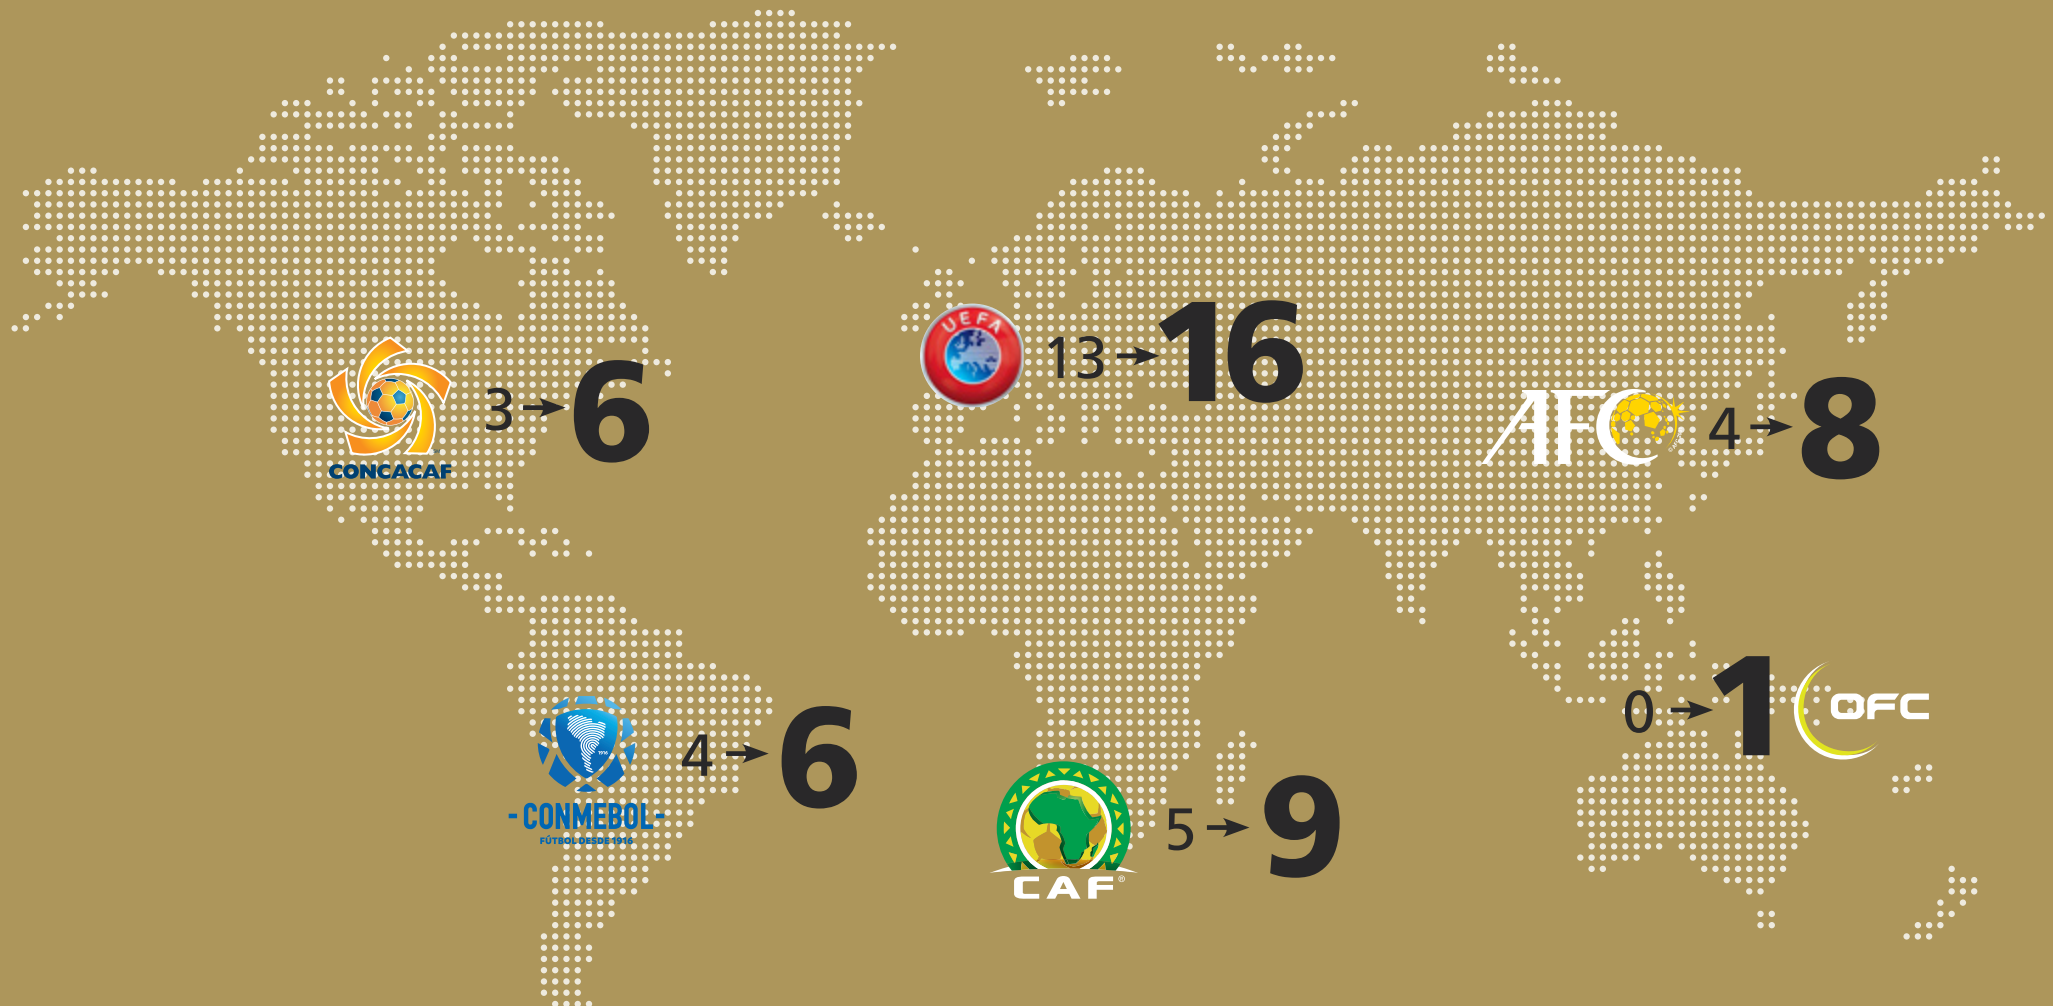 UEFA
13 → 16
CONCACAF
3 → 6
AFC
4 → 8
0 → 1
OFC
1916
CONMEBOL
FÚTBOL DESDE 1916
4 → 6
CAF®
5 → 9